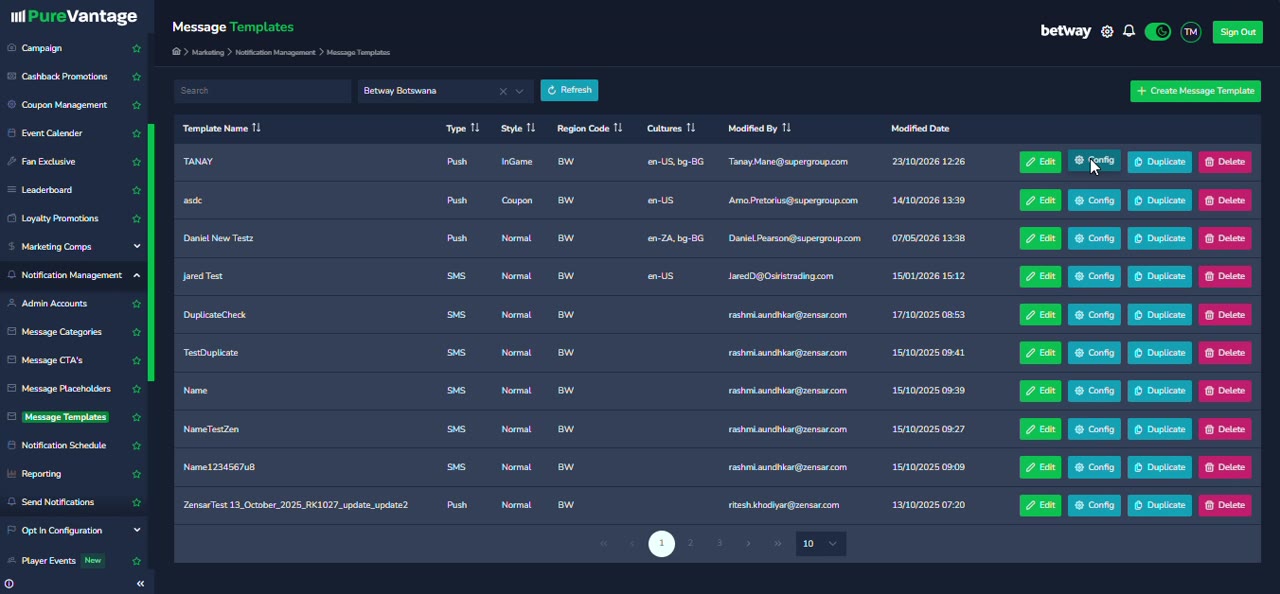 PureVantage
Message Templates
betway
TM
Sign Out
Marketing > Notification Management > Message Templates
Campaign
Cashback Promotions
Coupon Management
Event Calender
Fan Exclusive
Leaderboard
Loyalty Promotions
Marketing Comps
Notification Management
Admin Accounts
Message Categories
Message CTA's
Message Placeholders
Message Templates
Notification Schedule
Reporting
Send Notifications
Opt In Configuration
Player Events New
Search
Betway Botswana
Refresh
+ Create Message Template
Template Name Type Style Region Code Cultures Modified By Modified Date
TANAY Push InGame BW en-US, bg-BG Tanay.Mane@supergroup.com 23/10/2026 12:26 Edit Config Duplicate Delete
asdc Push Coupon BW en-US Arno.Pretorius@supergroup.com 14/10/2026 13:39 Edit Config Duplicate Delete
Daniel New Testz Push Normal BW en-ZA, bg-BG Daniel.Pearson@supergroup.com 07/05/2026 13:38 Edit Config Duplicate Delete
jared Test SMS Normal BW en-US JaredD@Osiristrading.com 15/01/2026 15:12 Edit Config Duplicate Delete
DuplicateCheck SMS Normal BW rashmi.aundhkar@zensar.com 17/10/2025 08:53 Edit Config Duplicate Delete
TestDuplicate SMS Normal BW rashmi.aundhkar@zensar.com 15/10/2025 09:41 Edit Config Duplicate Delete
Name SMS Normal BW rashmi.aundhkar@zensar.com 15/10/2025 09:39 Edit Config Duplicate Delete
NameTestZen SMS Normal BW rashmi.aundhkar@zensar.com 15/10/2025 09:27 Edit Config Duplicate Delete
Name1234567u8 SMS Normal BW rashmi.aundhkar@zensar.com 15/10/2025 09:09 Edit Config Duplicate Delete
ZensarTest 13_October_2025_RK1027_update_update2 Push Normal BW ritesh.khodiyar@zensar.com 13/10/2025 07:20 Edit Config Duplicate Delete
« ‹ 1 2 3 › » 10